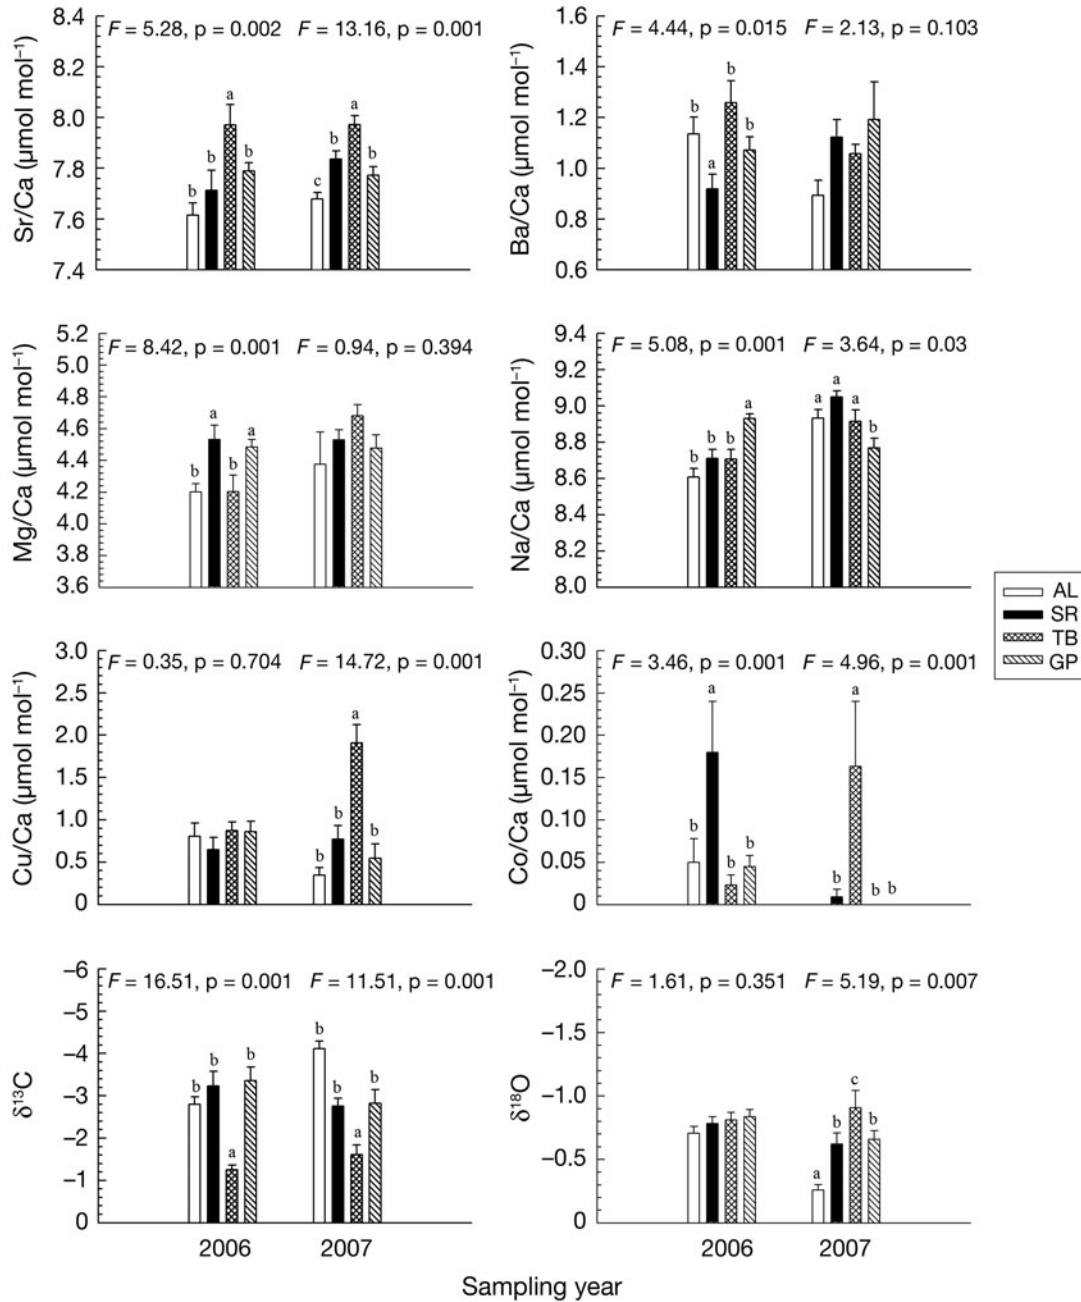 Sr/Ca (µmol mol⁻¹)
8.4
8.2
8.0
7.8
7.6
7.4
F = 5.28, p = 0.002
F = 13.16, p = 0.001
b
b
a
b
c
b
a
b
Ba/Ca (µmol mol⁻¹)
1.6
1.4
1.2
1.0
0.8
0.6
F = 4.44, p = 0.015
F = 2.13, p = 0.103
b
a
b
b
Mg/Ca (µmol mol⁻¹)
5.2
5.0
4.8
4.6
4.4
4.2
4.0
3.8
3.6
F = 8.42, p = 0.001
F = 0.94, p = 0.394
b
a
b
a
Na/Ca (µmol mol⁻¹)
9.4
9.2
9.0
8.8
8.6
8.4
8.2
8.0
F = 5.08, p = 0.001
F = 3.64, p = 0.03
b
b
b
a
a
a
a
b
AL
SR
TB
GP
Cu/Ca (µmol mol⁻¹)
3.0
2.5
2.0
1.5
1.0
0.5
0
F = 0.35, p = 0.704
F = 14.72, p = 0.001
b
b
a
b
Co/Ca (µmol mol⁻¹)
0.30
0.25
0.20
0.15
0.10
0.05
0
F = 3.46, p = 0.001
F = 4.96, p = 0.001
b
a
b
b
b
a
b
b
δ¹³C
–6
–5
–4
–3
–2
–1
0
F = 16.51, p = 0.001
F = 11.51, p = 0.001
b
b
a
b
b
b
a
b
2006
2007
δ¹⁸O
–2.0
–1.5
–1.0
–0.5
0
F = 1.61, p = 0.351
F = 5.19, p = 0.007
a
b
c
b
2006
2007
Sampling year